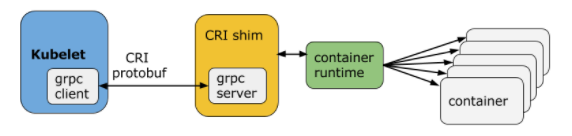 Kubelet
grpc
client
CRI
protobuf
CRI shim
grpc
server
container
runtime
container